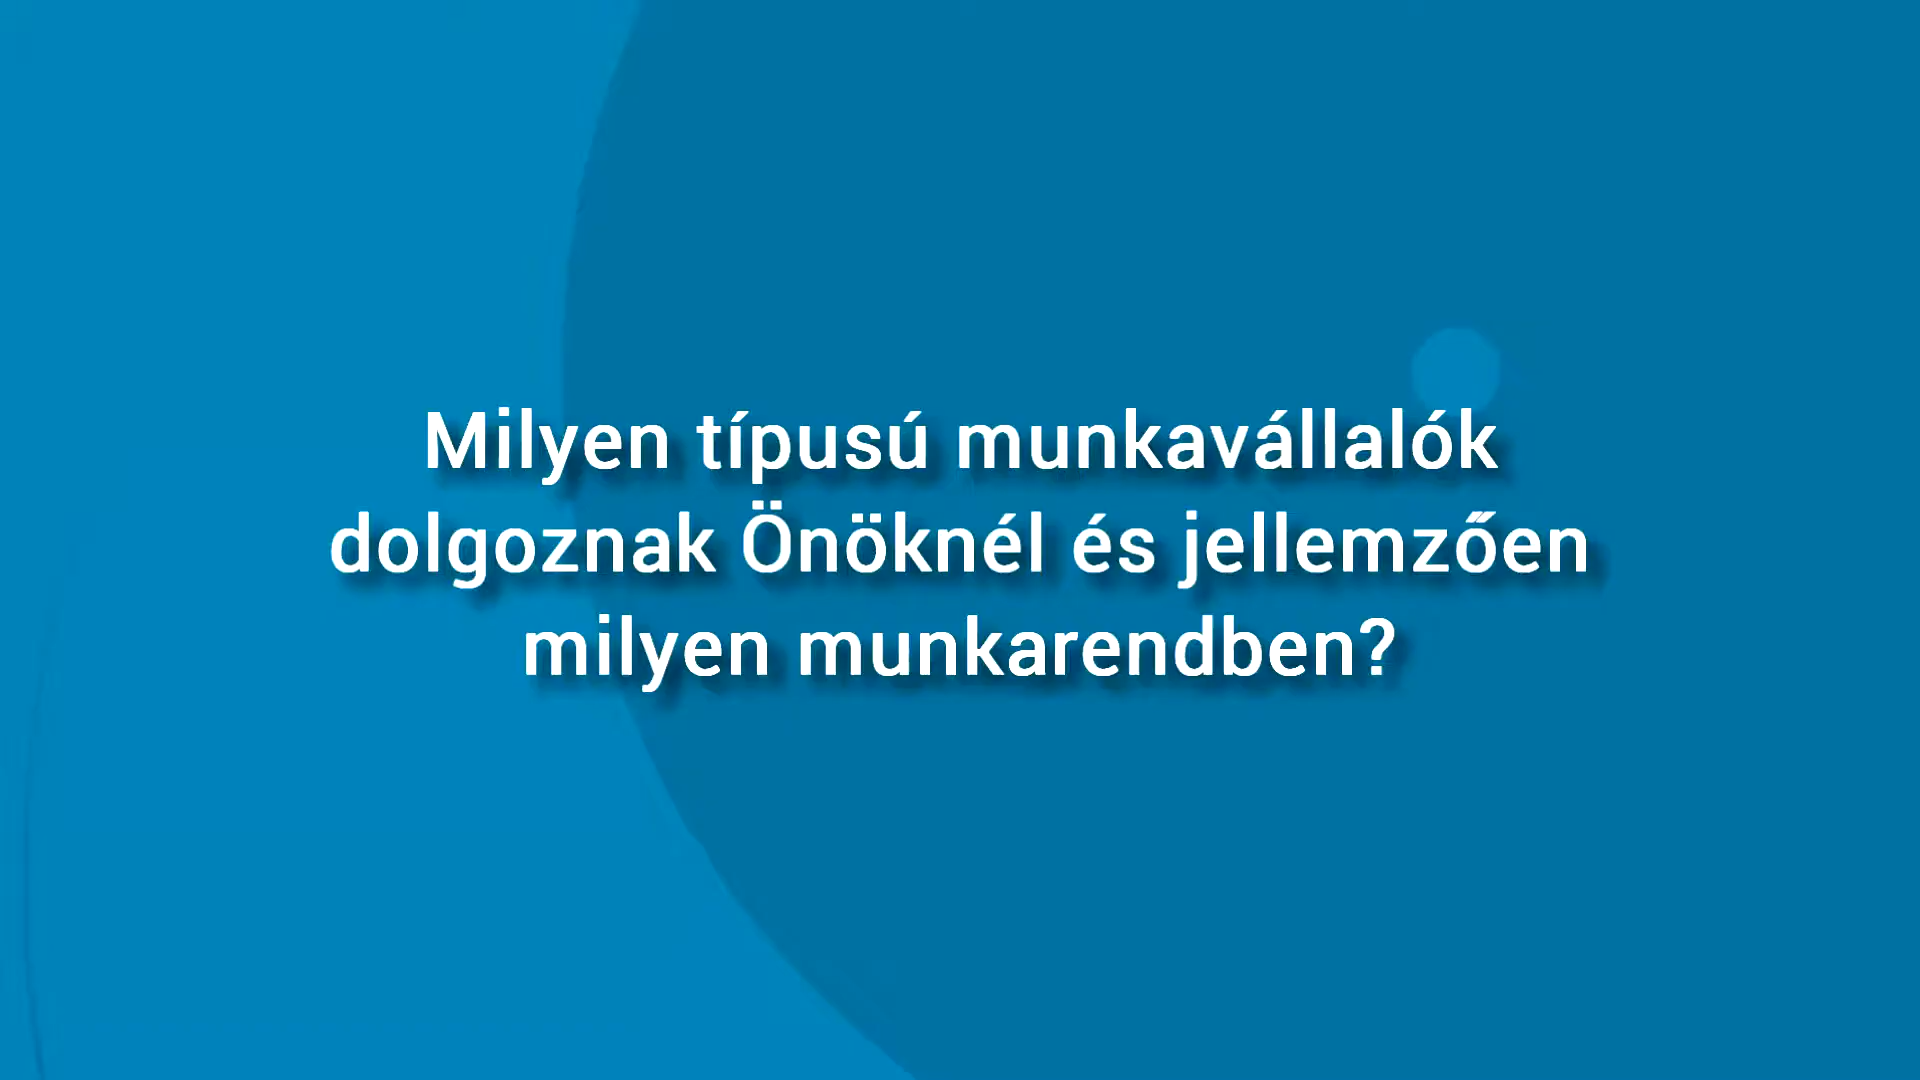 Milyen típusú munkavállalók
dolgoznak Önöknél és jellemzően
milyen munkarendben?